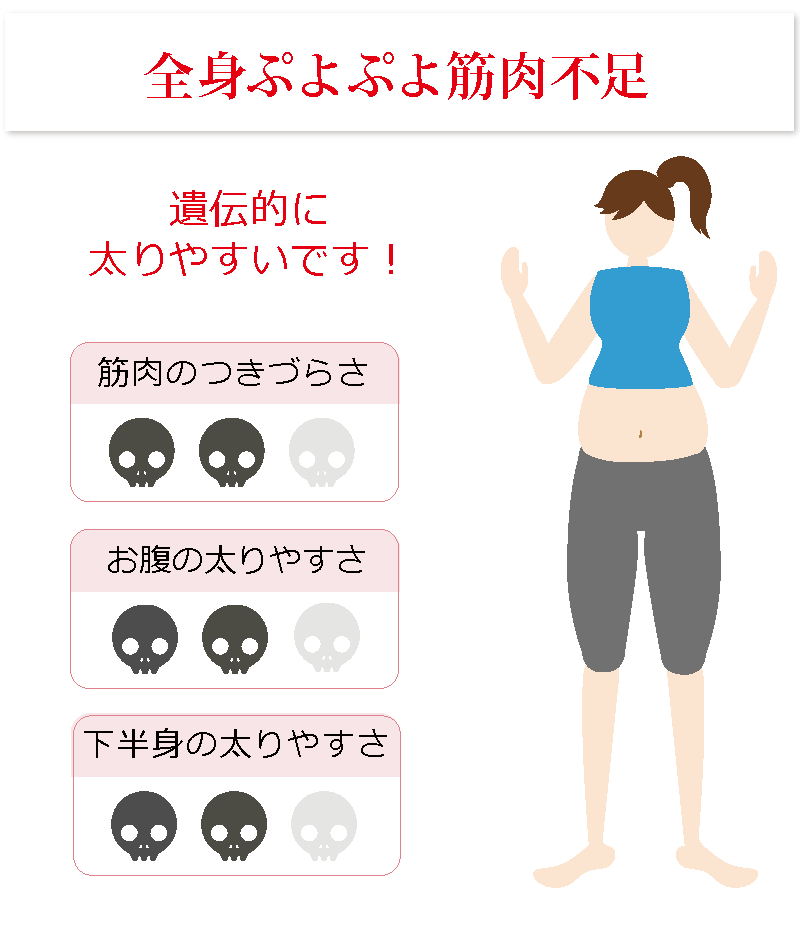 全身ぷよぷよ筋肉不足
遺伝的に
太りやすいです！
筋肉のつきづらさ
お腹の太りやすさ
下半身の太りやすさ